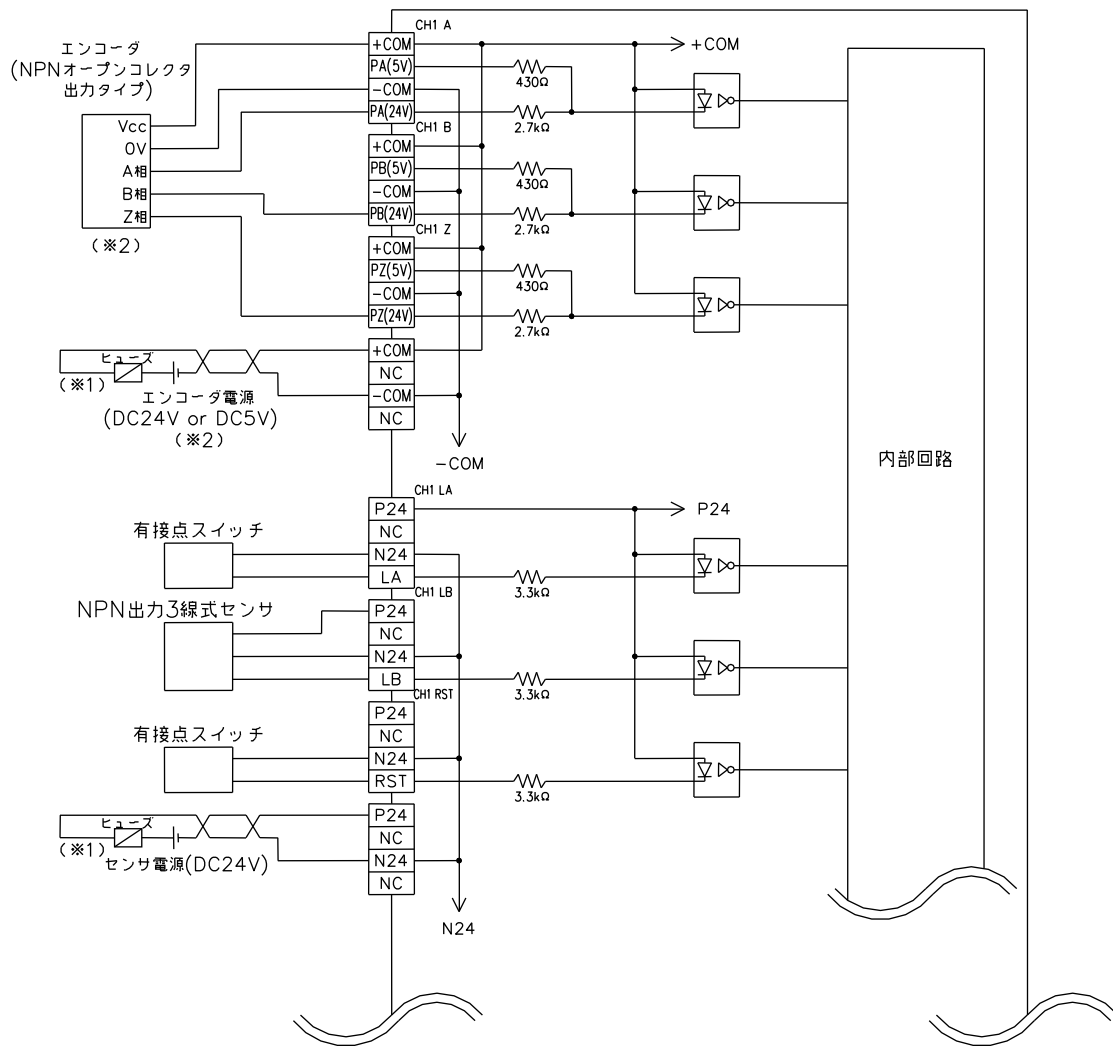 CH1 A
エンコーダ
(NPNオープンコレクタ
出力タイプ)
+COM
+COM
PA(5V)
430Ω
-COM
PA(24V)
2.7kΩ
Vcc
0V
A相
B相
Z相
(※2)
CH1 B
+COM
PB(5V)
430Ω
-COM
PB(24V)
2.7kΩ
CH1 Z
+COM
PZ(5V)
430Ω
-COM
PZ(24V)
2.7kΩ
ヒューズ
(※1)
エンコーダ電源
(DC24V or DC5V)
(※2)
+COM
NC
-COM
NC
-COM
内部回路
CH1 LA
有接点スイッチ
P24
P24
NC
N24
LA
3.3kΩ
CH1 LB
NPN出力3線式センサ
P24
NC
N24
LB
3.3kΩ
CH1 RST
有接点スイッチ
P24
NC
N24
RST
3.3kΩ
ヒューズ
(※1)
センサ電源(DC24V)
P24
NC
N24
NC
N24